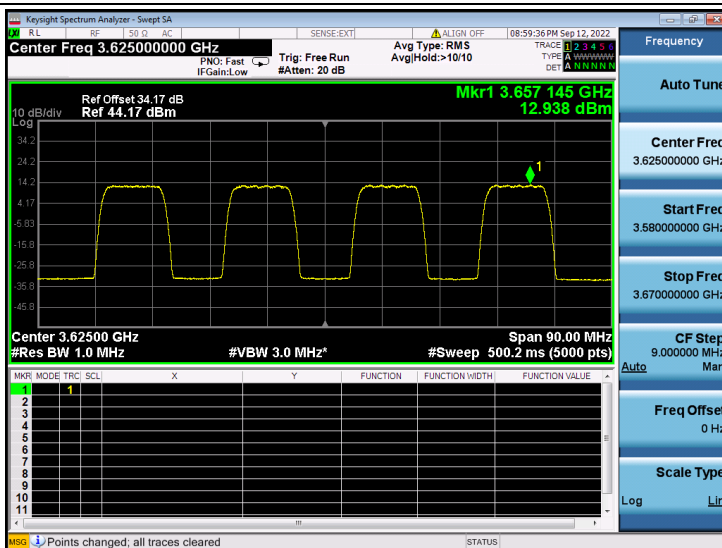 Keysight Spectrum Analyzer - Swept SA
LXI RL RF 50 Ω AC SENSE:EXT ALIGN OFF 08:59:36 PM Sep 12, 2022
Center Freq 3.625000000 GHz
PNO: Fast
IFGain:Low
Trig: Free Run
#Atten: 20 dB
Avg Type: RMS
Avg|Hold:>10/10
TRACE 1 2 3 4 5 6
TYPE A WWWWW
DET A N N N N N
Ref Offset 34.17 dB
10 dB/div Ref 44.17 dBm
Log
Mkr1 3.657 145 GHz
12.938 dBm
34.2
24.2
14.2
4.17
-5.83
-15.8
-25.8
-35.8
-45.8
1
Center 3.62500 GHz Span 90.00 MHz
#Res BW 1.0 MHz #VBW 3.0 MHz* #Sweep 500.2 ms (5000 pts)
MKR MODE TRC SCL X Y FUNCTION FUNCTION WIDTH FUNCTION VALUE
1 1
2
3
4
5
6
7
8
9
10
11
MSG Points changed; all traces cleared STATUS
Frequency
Auto Tune
Center Freq
3.625000000 GHz
Start Freq
3.580000000 GHz
Stop Freq
3.670000000 GHz
CF Step
9.000000 MHz
Auto Man
Freq Offset
0 Hz
Scale Type
Log Lin